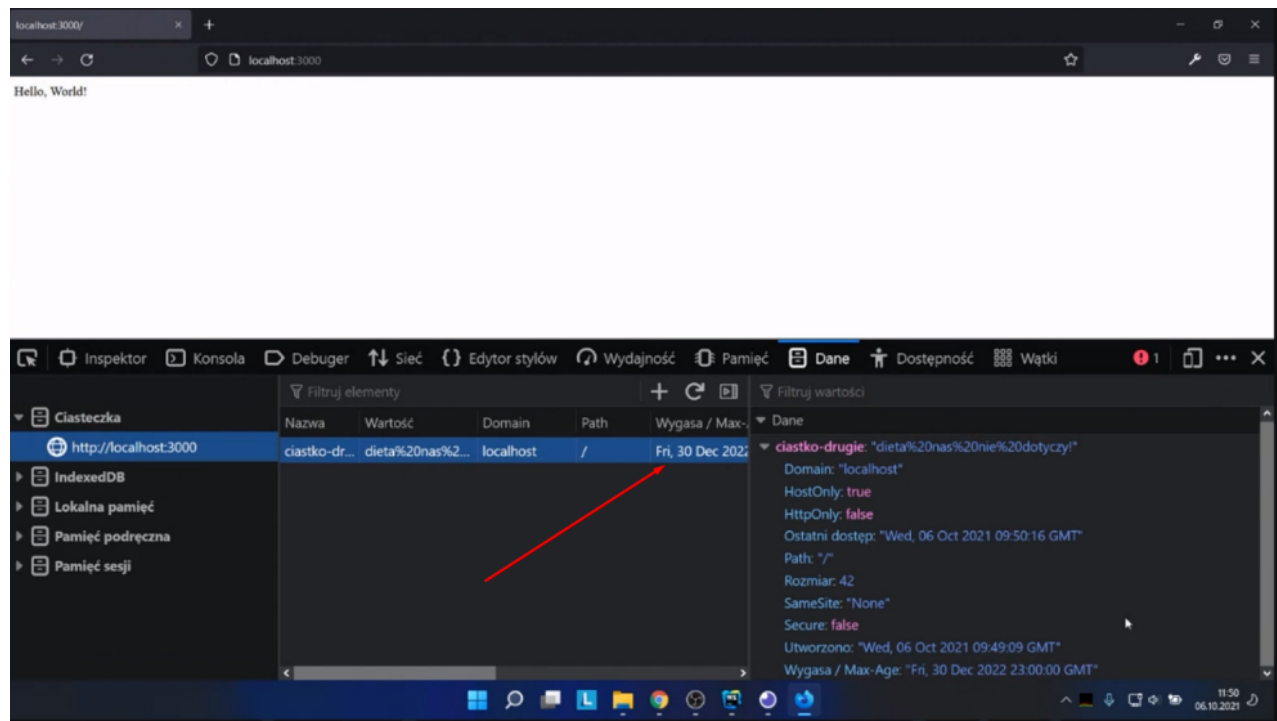 localhost:3000/
localhost:3000
Hello, World!
Inspektor Konsola Debuger Sieć Edytor stylów Wydajność Pamięć Dane Dostępność Wątki 1
Filtruj elementy
Filtruj wartości
Ciasteczka
http://localhost:3000
IndexedDB
Lokalna pamięć
Pamięć podręczna
Pamięć sesji
Nazwa Wartość Domain Path Wygasa / Max-
ciastko-dr... dieta%20nas%2... localhost / Fri, 30 Dec 2022
Dane
ciastko-drugie: "dieta%20nas%20nie%20dotyczy!"
Domain: "localhost"
HostOnly: true
HttpOnly: false
Ostatni dostęp: "Wed, 06 Oct 2021 09:50:16 GMT"
Path: "/"
Rozmiar: 42
SameSite: "None"
Secure: false
Utworzono: "Wed, 06 Oct 2021 09:49:09 GMT"
Wygasa / Max-Age: "Fri, 30 Dec 2022 23:00:00 GMT"
L
11:50
06.10.2021